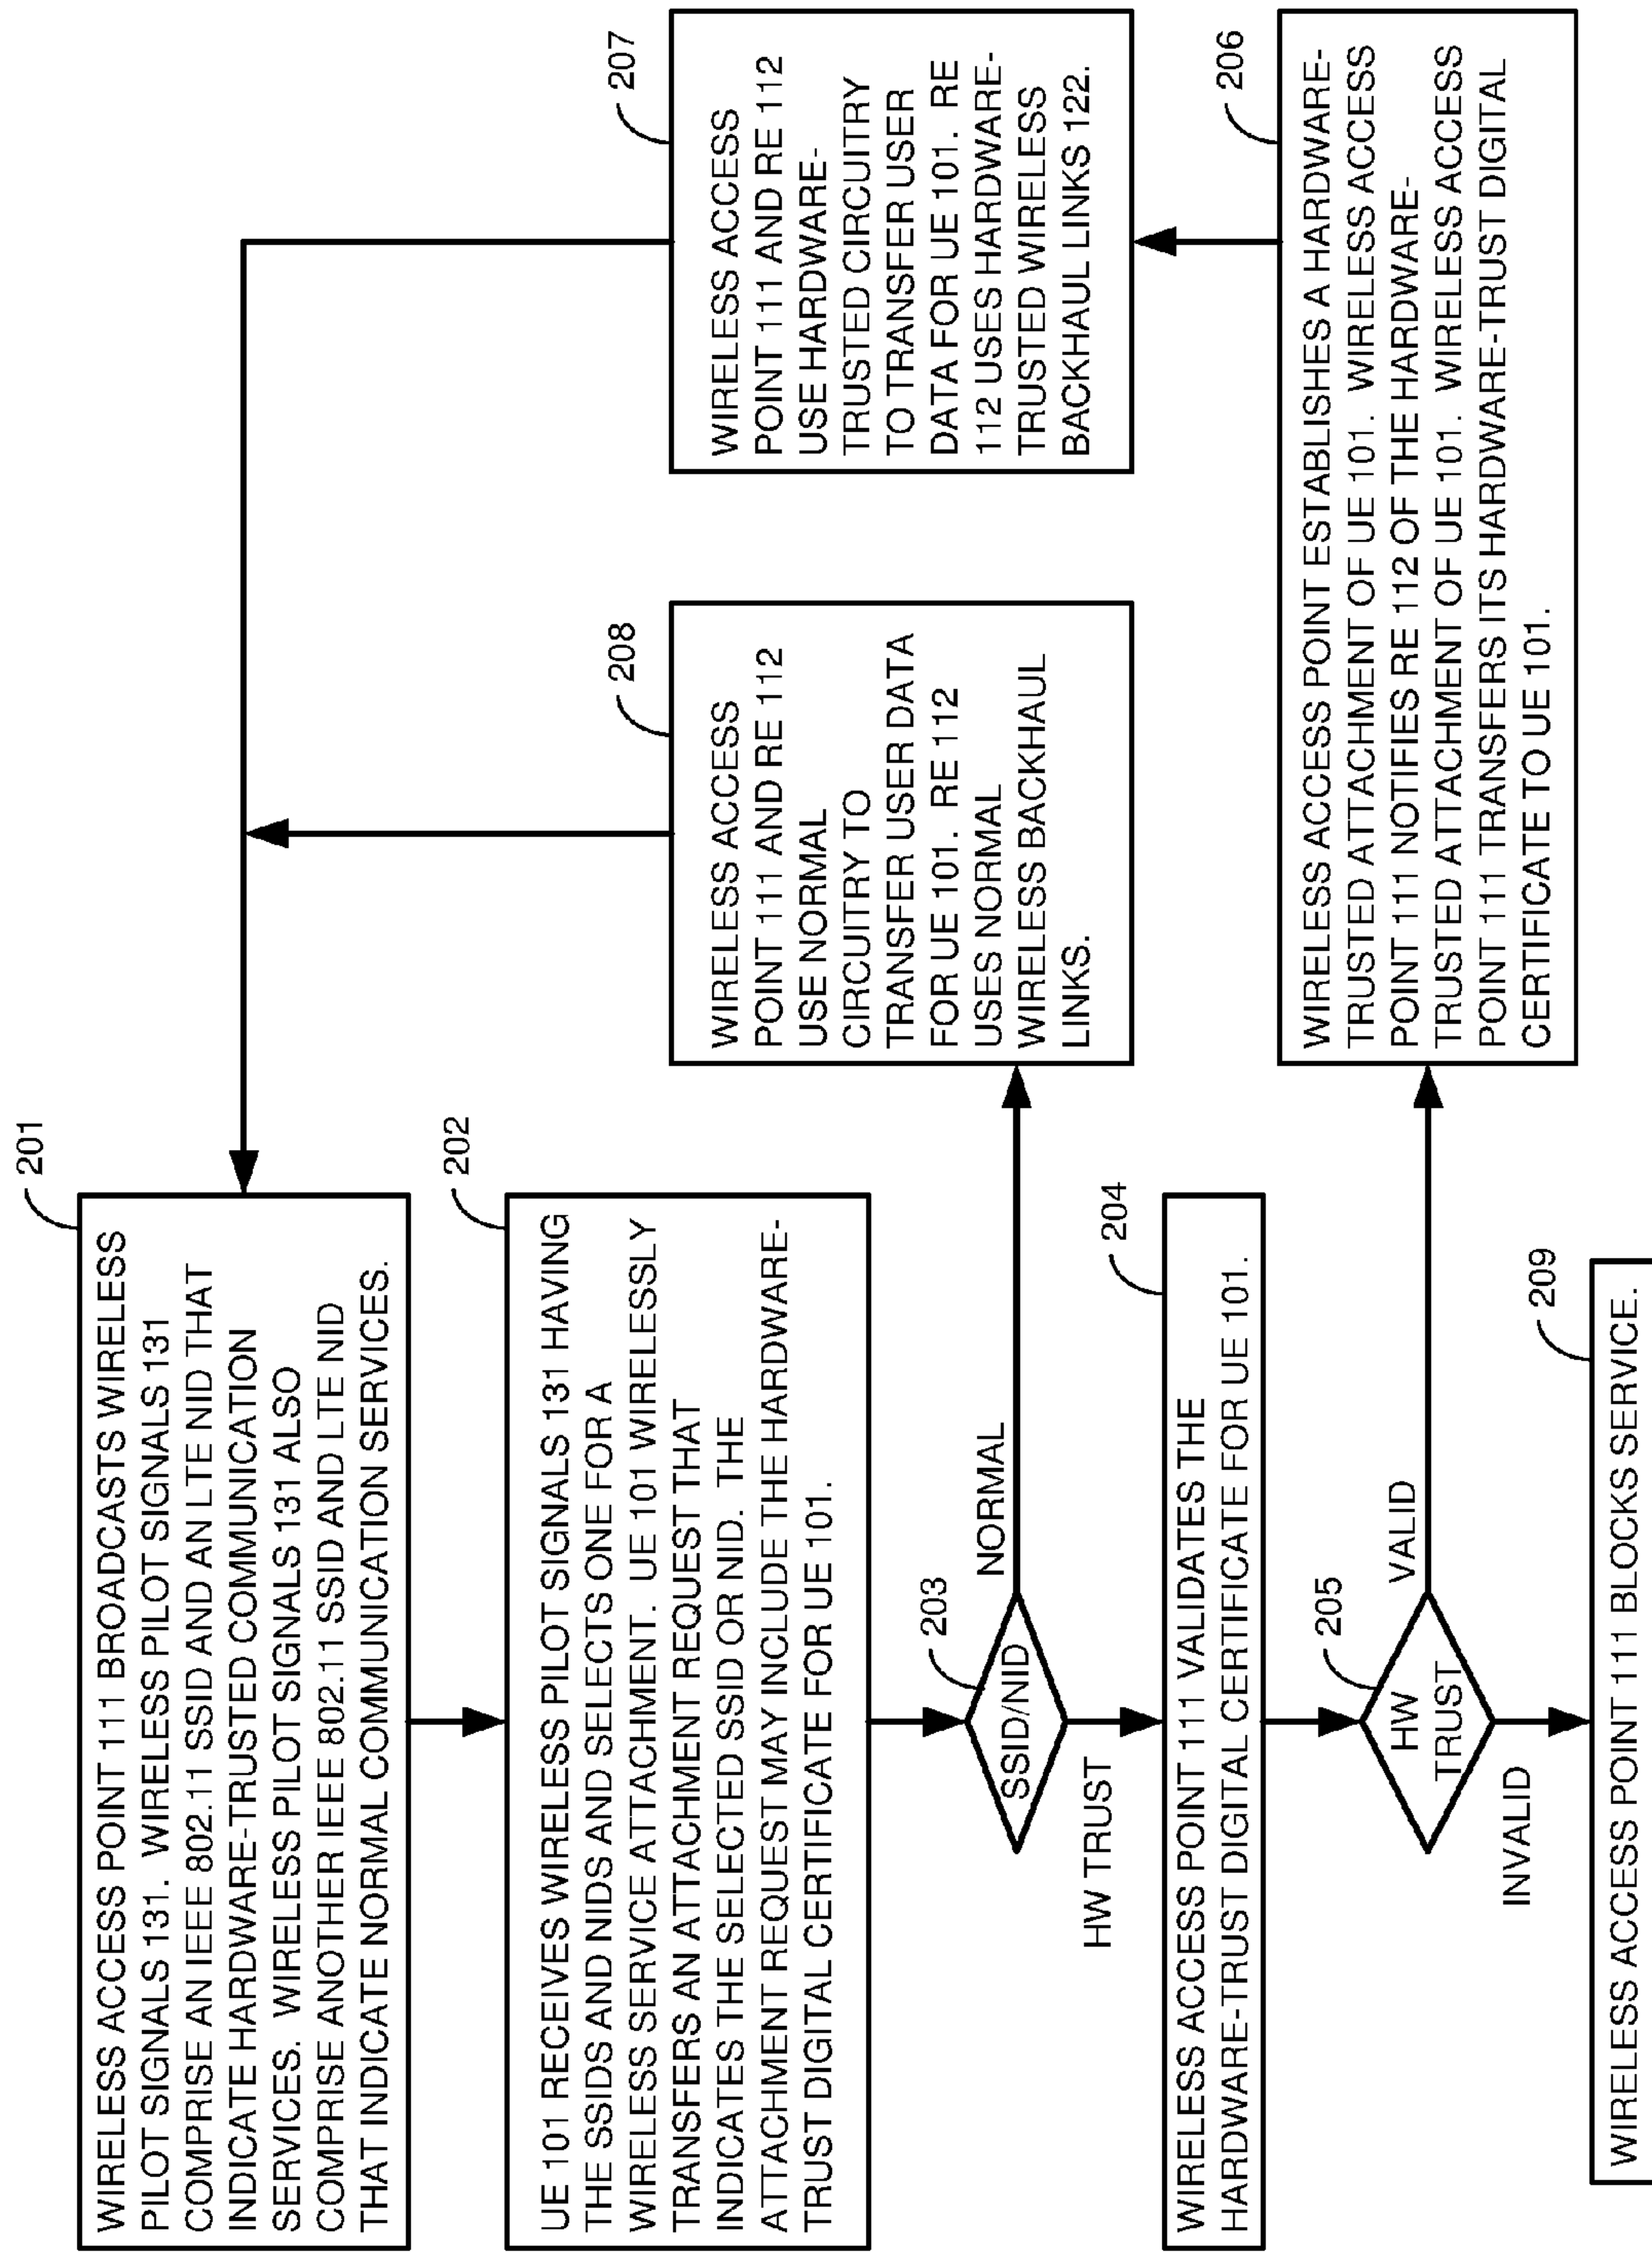 201
WIRELESS ACCESS POINT 111 BROADCASTS WIRELESS
PILOT SIGNALS 131. WIRELESS PILOT SIGNALS 131
COMPRISE AN IEEE 802.11 SSID AND AN LTE NID THAT
INDICATE HARDWARE-TRUSTED COMMUNICATION
SERVICES. WIRELESS PILOT SIGNALS 131 ALSO
COMPRISE ANOTHER IEEE 802.11 SSID AND LTE NID
THAT INDICATE NORMAL COMMUNICATION SERVICES.
202
UE 101 RECEIVES WIRELESS PILOT SIGNALS 131 HAVING
THE SSIDS AND NIDS AND SELECTS ONE FOR A
WIRELESS SERVICE ATTACHMENT. UE 101 WIRELESSLY
TRANSFERS AN ATTACHMENT REQUEST THAT
INDICATES THE SELECTED SSID OR NID. THE
ATTACHMENT REQUEST MAY INCLUDE THE HARDWARE-
TRUST DIGITAL CERTIFICATE FOR UE 101.
203
SSID/NID
NORMAL
HW TRUST
204
WIRELESS ACCESS POINT 111 VALIDATES THE
HARDWARE-TRUST DIGITAL CERTIFICATE FOR UE 101.
205
HW
TRUST
VALID
INVALID
209
WIRELESS ACCESS POINT 111 BLOCKS SERVICE.
208
WIRELESS ACCESS
POINT 111 AND RE 112
USE NORMAL
CIRCUITRY TO
TRANSFER USER DATA
FOR UE 101. RE 112
USES NORMAL
WIRELESS BACKHAUL
LINKS.
207
WIRELESS ACCESS
POINT 111 AND RE 112
USE HARDWARE-
TRUSTED CIRCUITRY
TO TRANSFER USER
DATA FOR UE 101. RE
112 USES HARDWARE-
TRUSTED WIRELESS
BACKHAUL LINKS 122.
206
WIRELESS ACCESS POINT ESTABLISHES A HARDWARE-
TRUSTED ATTACHMENT OF UE 101. WIRELESS ACCESS
POINT 111 NOTIFIES RE 112 OF THE HARDWARE-
TRUSTED ATTACHMENT OF UE 101. WIRELESS ACCESS
POINT 111 TRANSFERS ITS HARDWARE-TRUST DIGITAL
CERTIFICATE TO UE 101.